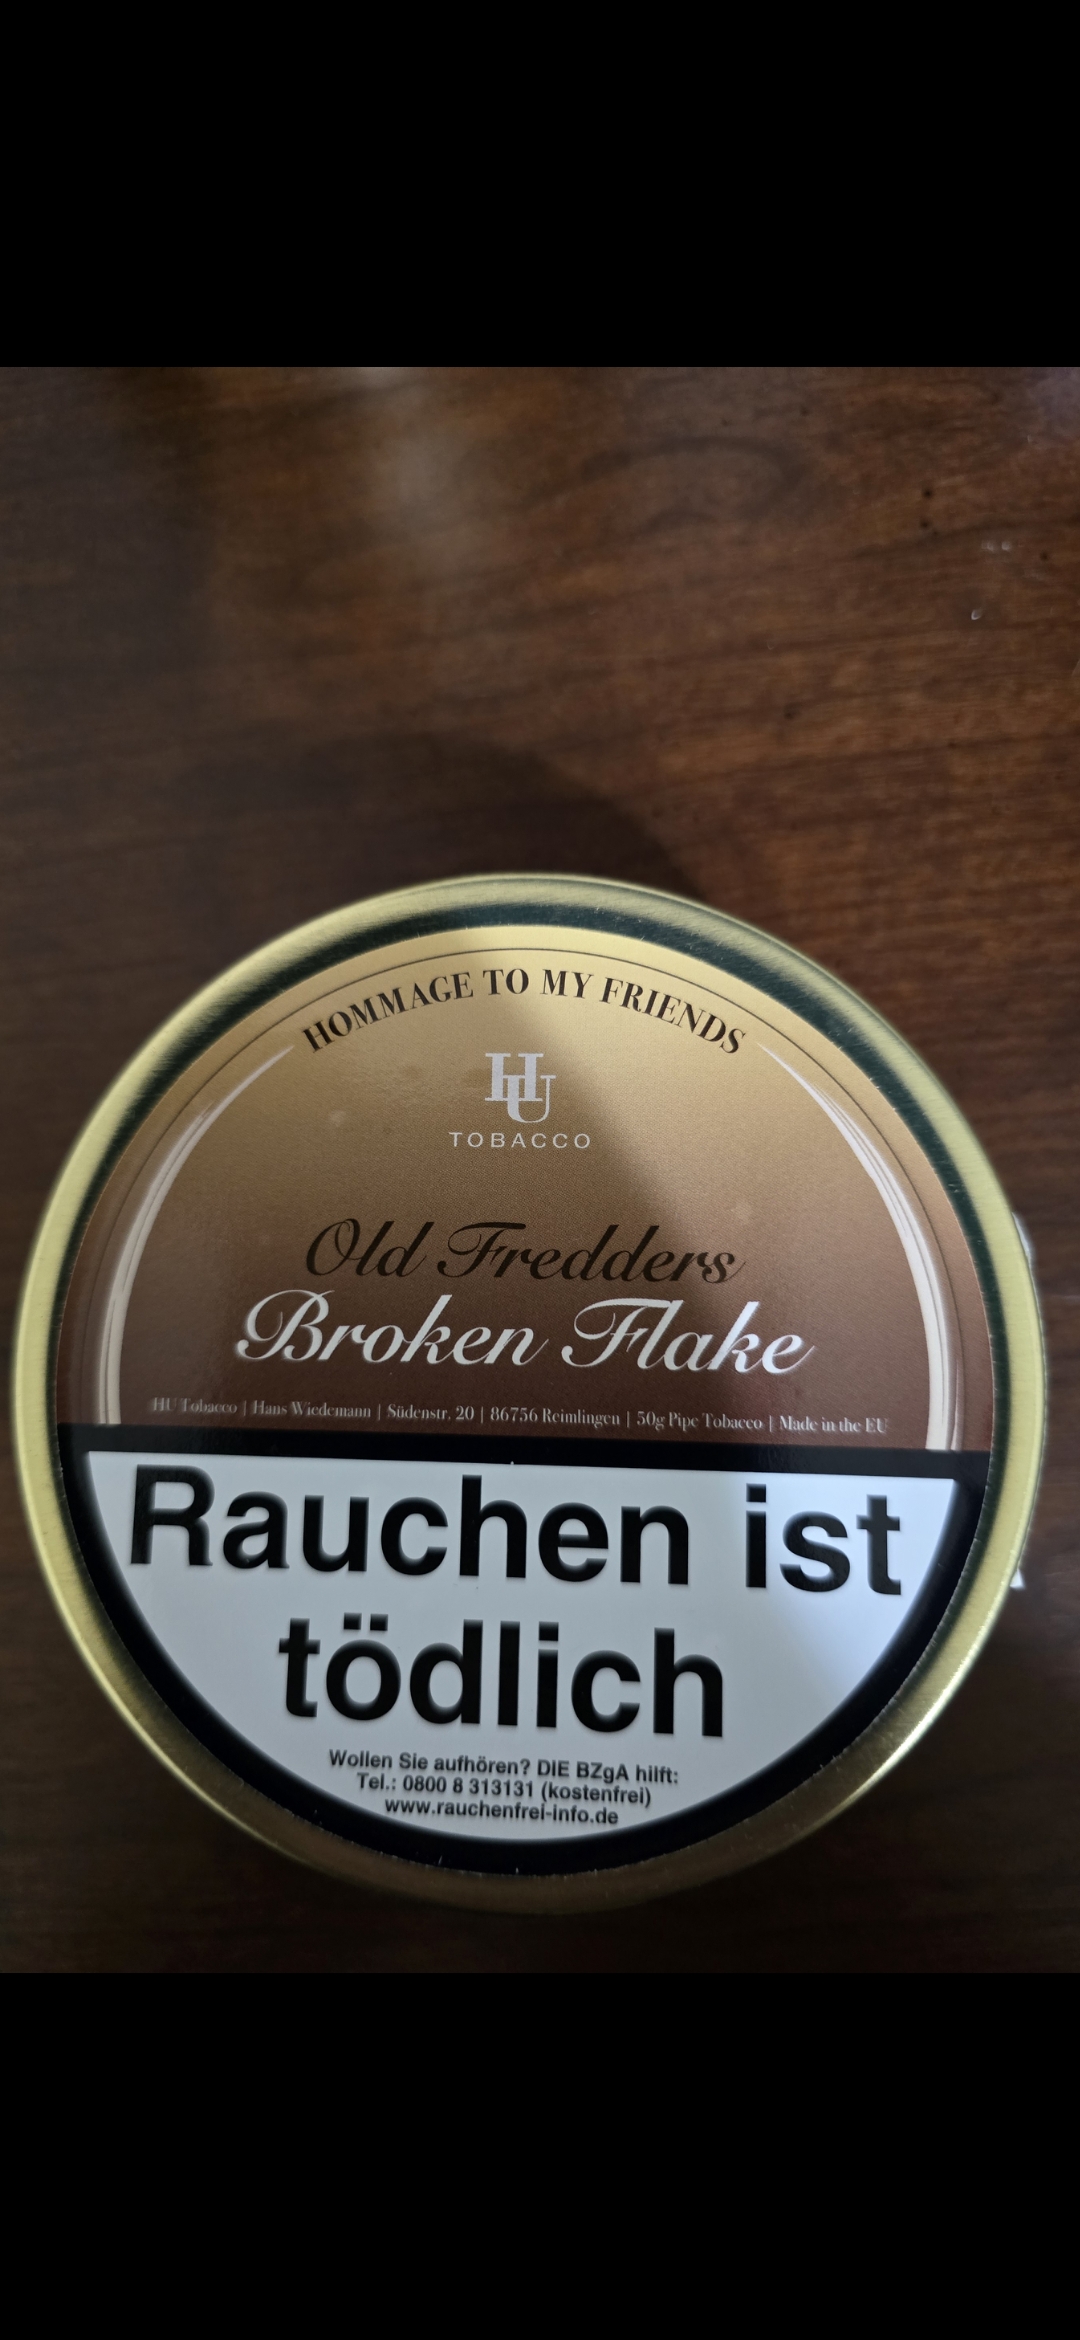 HOMMAGE TO MY FRIENDS
HU
TOBACCO
Old Fredders
Broken Flake
HU Tobacco | Hans Wiedemann | Südenstr. 20 | 86756 Reimlingen | 50g Pipe Tobacco | Made in the EU
Rauchen ist
tödlich
Wollen Sie aufhören? DIE BZgA hilft:
Tel.: 0800 8 313131 (kostenfrei)
www.rauchenfrei-info.de